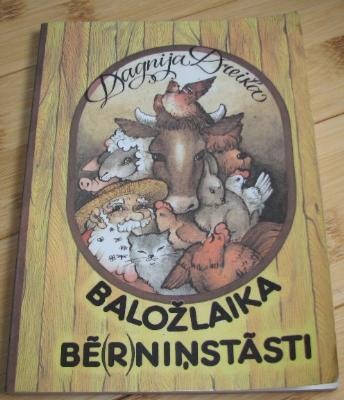 Dagnija Dreika
BALOŽLAIKA
BĒ(R)NIŅSTĀSTI